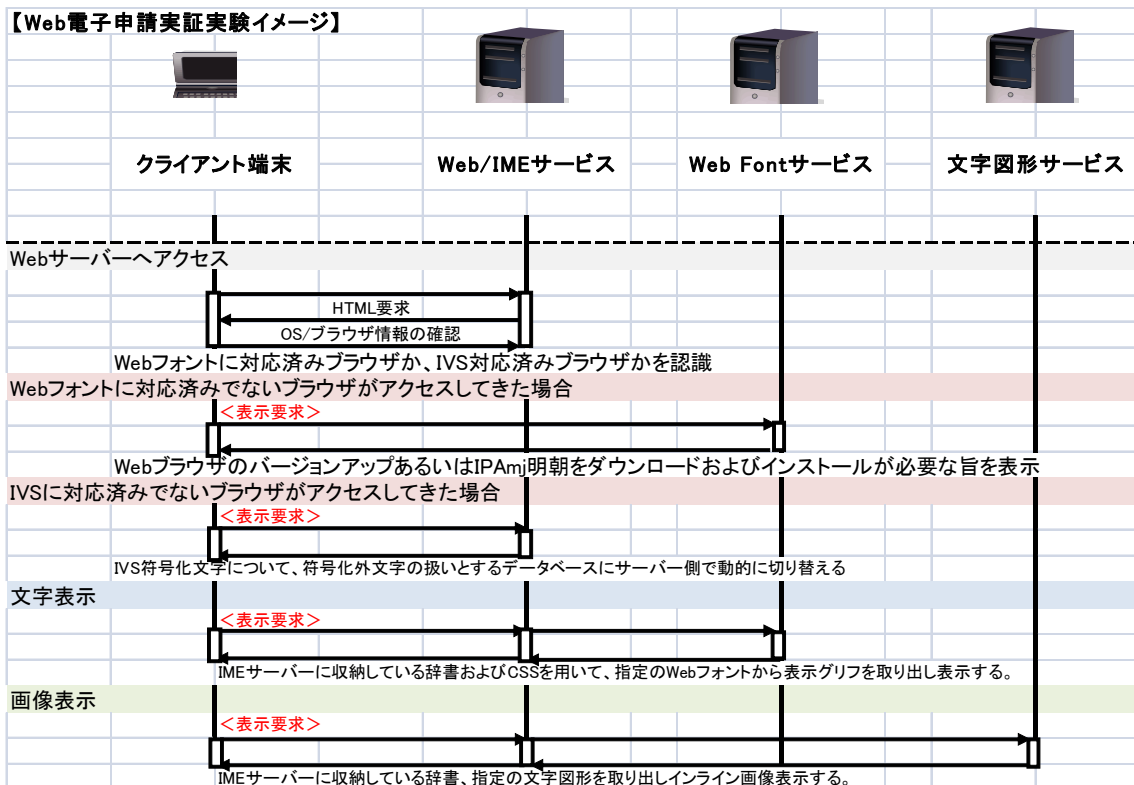 【Web電子申請実証実験イメージ】
クライアント端末 Web/IMEサービス Web Fontサービス 文字図形サービス
Webサーバーへアクセス
HTML要求
OS/ブラウザ情報の確認
Webフォントに対応済みブラウザか、IVS対応済みブラウザかを認識
Webフォントに対応済みでないブラウザがアクセスしてきた場合
＜表示要求＞
WebブラウザのバージョンアップあるいはIPAmj明朝をダウンロードおよびインストールが必要な旨を表示
IVSに対応済みでないブラウザがアクセスしてきた場合
＜表示要求＞
IVS符号化文字について、符号化外文字の扱いとするデータベースにサーバー側で動的に切り替える
文字表示
＜表示要求＞
IMEサーバーに収納している辞書およびCSSを用いて、指定のWebフォントから表示グリフを取り出し表示する。
画像表示
＜表示要求＞
IMEサーバーに収納している辞書、指定の文字図形を取り出しインライン画像表示する。